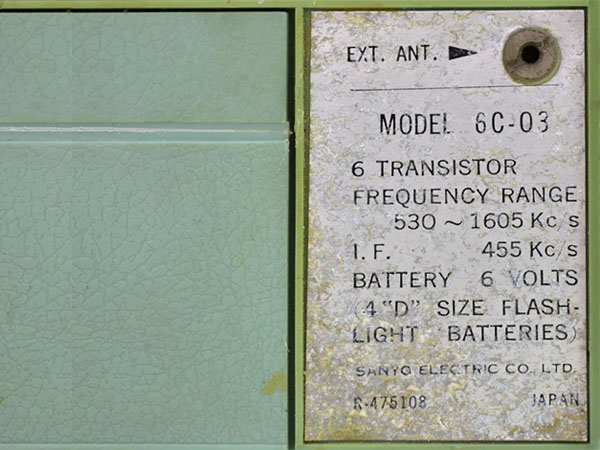 EXT. ANT. ▶
MODEL 6C-03
6 TRANSISTOR
FREQUENCY RANGE
530 ~ 1605 Kc/s
I.F. 455 Kc/s
BATTERY 6 VOLTS
(4 "D" SIZE FLASH-
LIGHT BATTERIES)
SANYO ELECTRIC CO., LTD.
R-475108 JAPAN